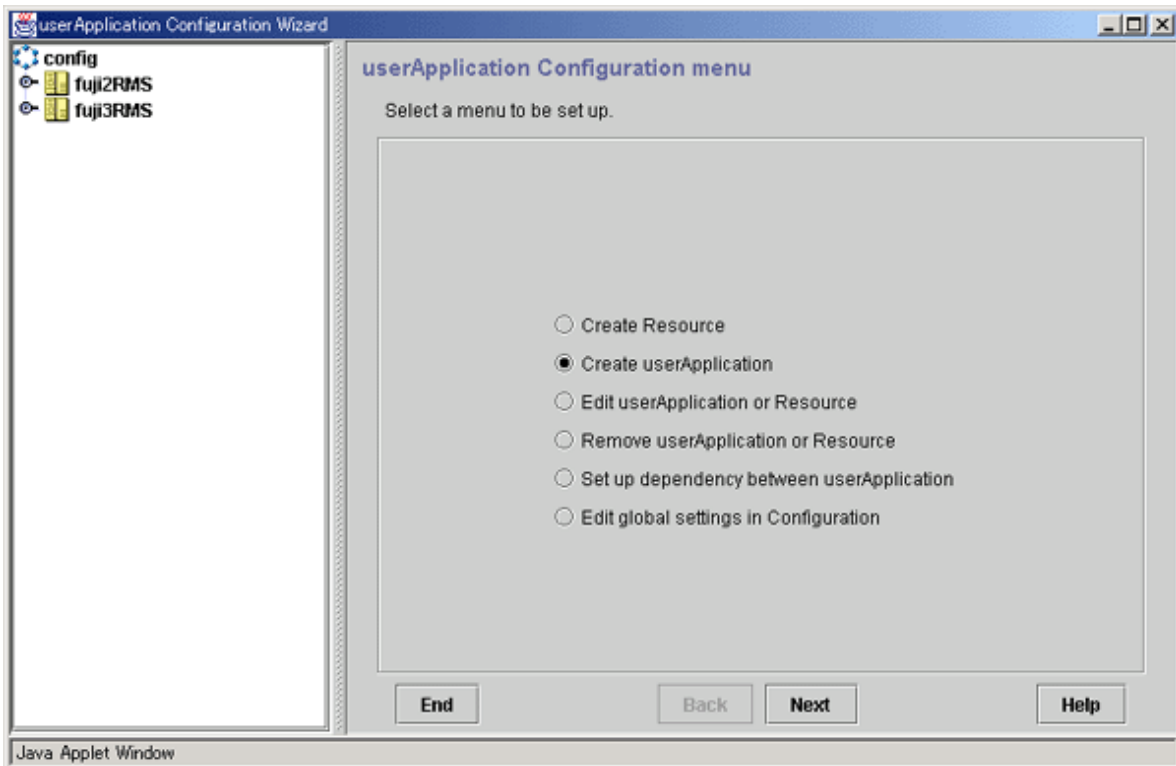 userApplication Configuration Wizard
config
fuji2RMS
fuji3RMS
userApplication Configuration menu
Select a menu to be set up.
Create Resource
Create userApplication
Edit userApplication or Resource
Remove userApplication or Resource
Set up dependency between userApplication
Edit global settings in Configuration
End
Back
Next
Help
Java Applet Window